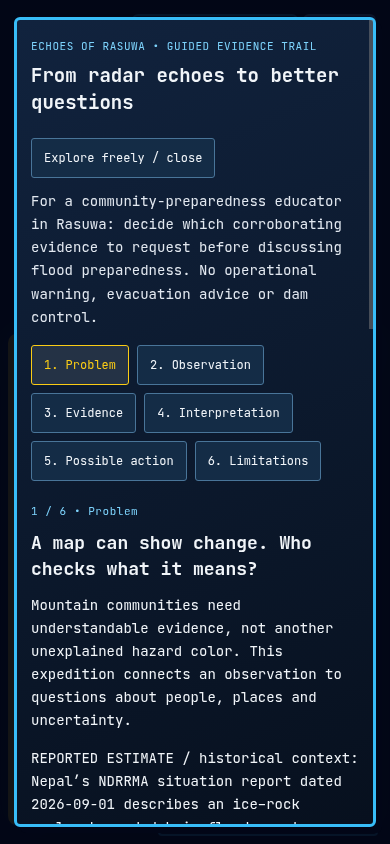 ECHOES OF RASUWA • GUIDED EVIDENCE TRAIL
From radar echoes to better
questions
Explore freely / close
For a community-preparedness educator
in Rasuwa: decide which corroborating
evidence to request before discussing
flood preparedness. No operational
warning, evacuation advice or dam
control.
1. Problem
2. Observation
3. Evidence
4. Interpretation
5. Possible action
6. Limitations
1 / 6 • Problem
A map can show change. Who
checks what it means?
Mountain communities need
understandable evidence, not another
unexplained hazard color. This
expedition connects an observation to
questions about people, places and
uncertainty.
REPORTED ESTIMATE / historical context:
Nepal’s NDRRMA situation report dated
2026-09-01 describes an ice–rock